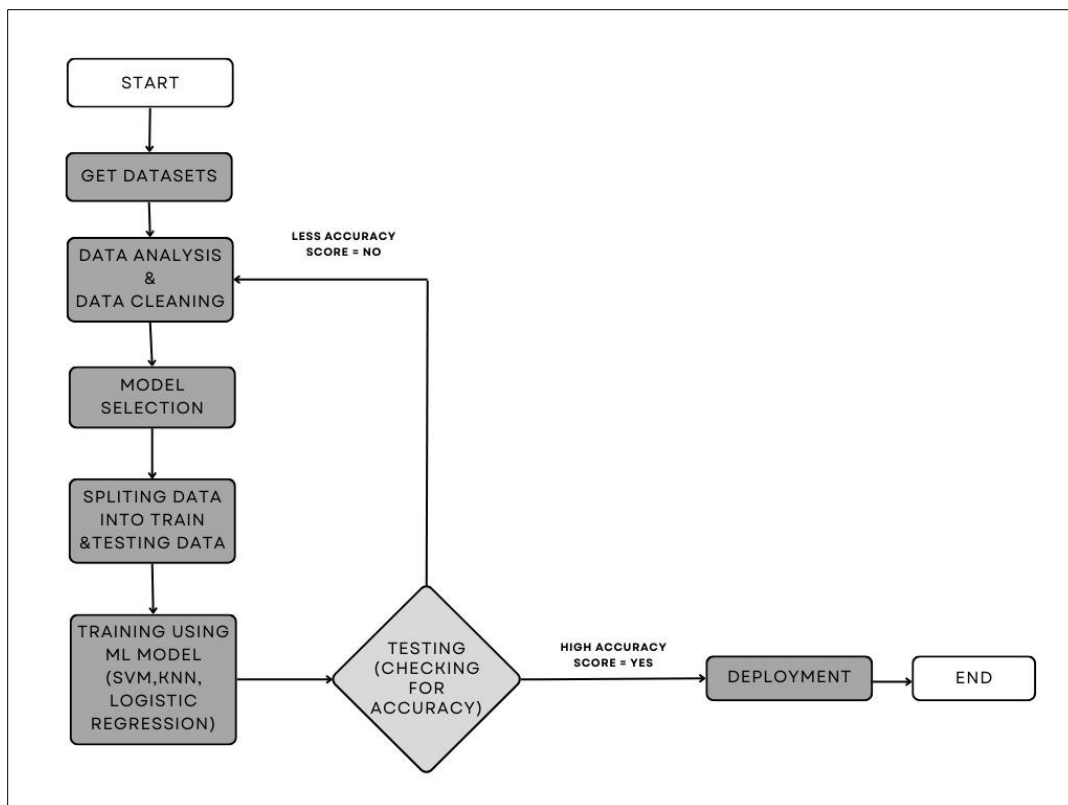 START
GET DATASETS
DATA ANALYSIS
&
DATA CLEANING
LESS ACCURACY
SCORE = NO
MODEL
SELECTION
SPLITING DATA
INTO TRAIN
&TESTING DATA
TRAINING USING
ML MODEL
(SVM,KNN,
LOGISTIC
REGRESSION)
TESTING
(CHECKING
FOR
ACCURACY)
HIGH ACCURACY
SCORE = YES
DEPLOYMENT
END